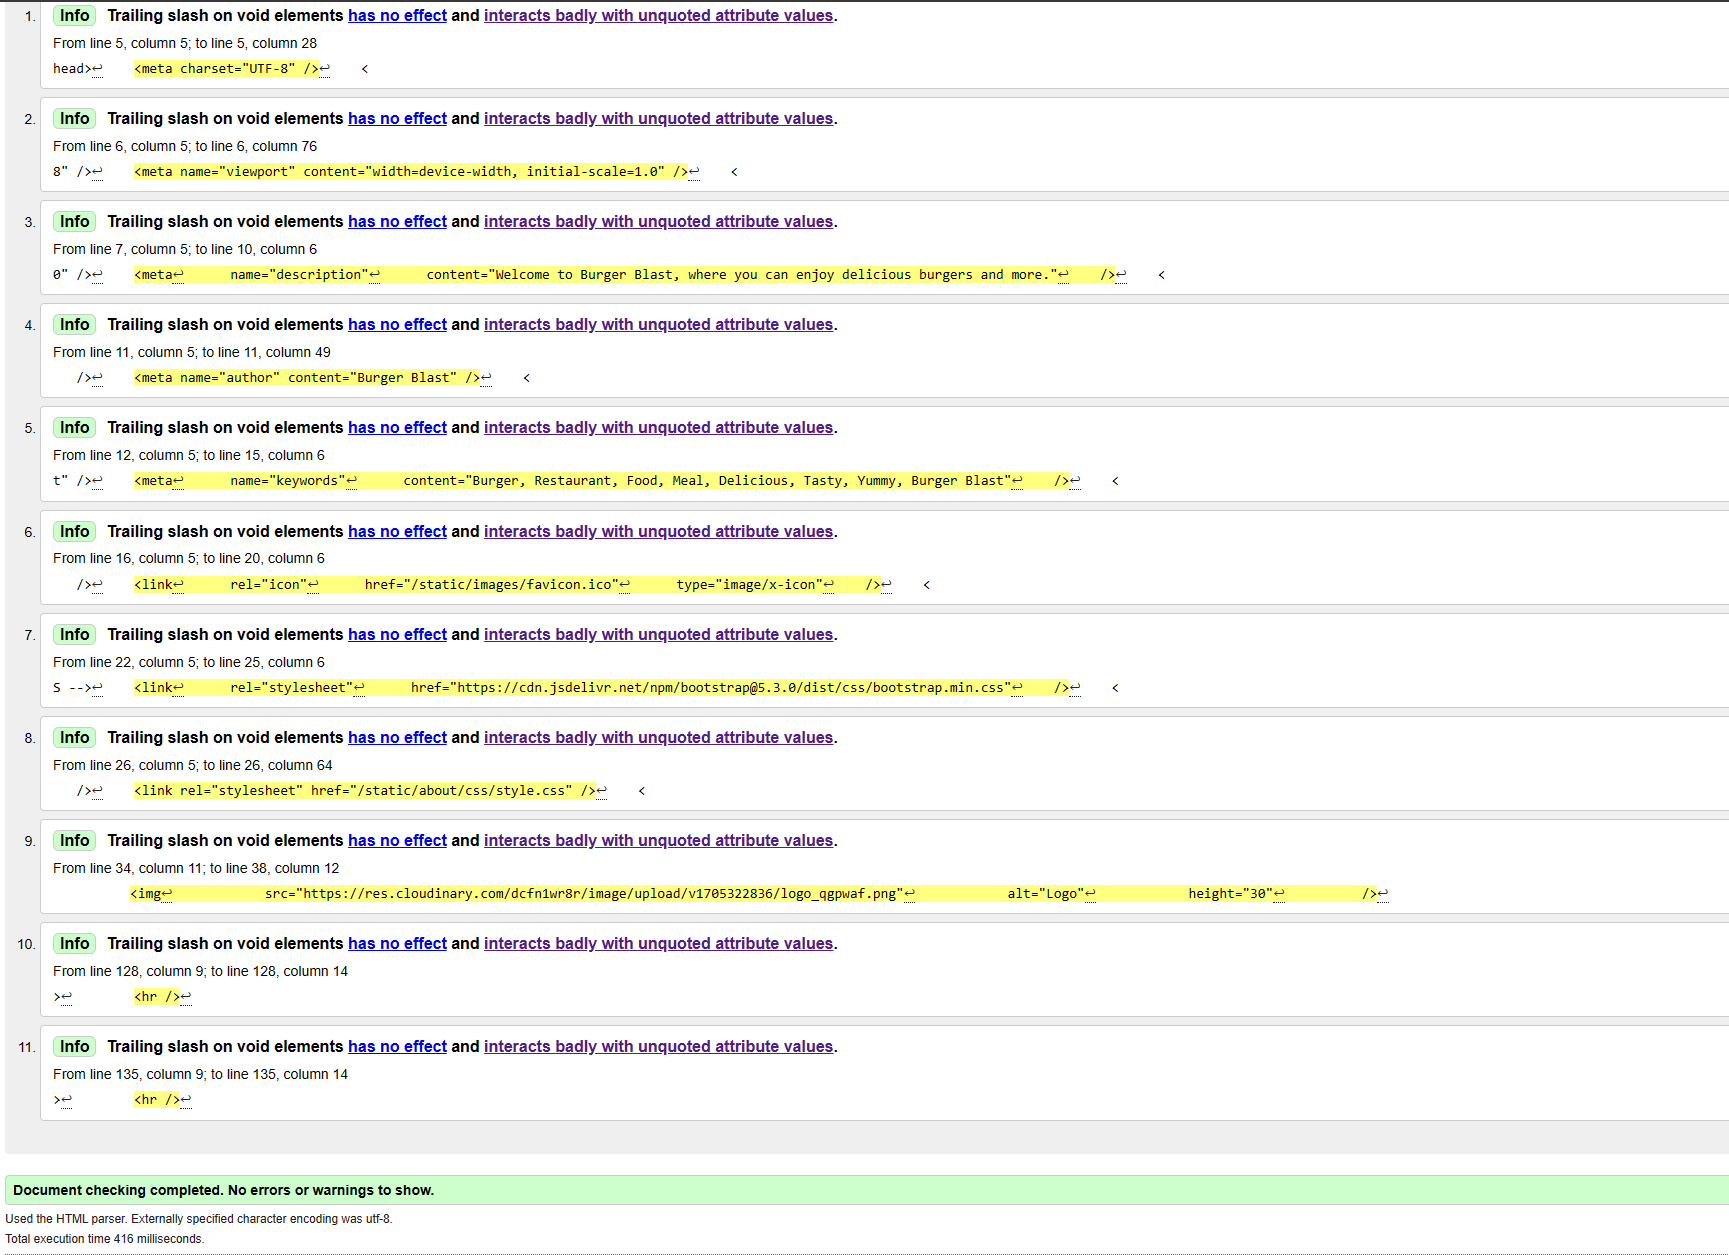 1. Info Trailing slash on void elements has no effect and interacts badly with unquoted attribute values.
From line 5, column 5; to line 5, column 28
head>↩    <meta charset="UTF-8" />↩    <
2. Info Trailing slash on void elements has no effect and interacts badly with unquoted attribute values.
From line 6, column 5; to line 6, column 76
8" />↩    <meta name="viewport" content="width=device-width, initial-scale=1.0" />↩    <
3. Info Trailing slash on void elements has no effect and interacts badly with unquoted attribute values.
From line 7, column 5; to line 10, column 6
0" />↩    <meta↩      name="description"↩      content="Welcome to Burger Blast, where you can enjoy delicious burgers and more."↩    />↩    <
4. Info Trailing slash on void elements has no effect and interacts badly with unquoted attribute values.
From line 11, column 5; to line 11, column 49
/>↩    <meta name="author" content="Burger Blast" />↩    <
5. Info Trailing slash on void elements has no effect and interacts badly with unquoted attribute values.
From line 12, column 5; to line 15, column 6
t" />↩    <meta↩      name="keywords"↩      content="Burger, Restaurant, Food, Meal, Delicious, Tasty, Yummy, Burger Blast"↩    />↩    <
6. Info Trailing slash on void elements has no effect and interacts badly with unquoted attribute values.
From line 16, column 5; to line 20, column 6
/>↩    <link↩      rel="icon"↩      href="/static/images/favicon.ico"↩      type="image/x-icon"↩    />↩    <
7. Info Trailing slash on void elements has no effect and interacts badly with unquoted attribute values.
From line 22, column 5; to line 25, column 6
S -->↩    <link↩      rel="stylesheet"↩      href="https://cdn.jsdelivr.net/npm/bootstrap@5.3.0/dist/css/bootstrap.min.css"↩    />↩    <
8. Info Trailing slash on void elements has no effect and interacts badly with unquoted attribute values.
From line 26, column 5; to line 26, column 64
/>↩    <link rel="stylesheet" href="/static/about/css/style.css" />↩    <
9. Info Trailing slash on void elements has no effect and interacts badly with unquoted attribute values.
From line 34, column 11; to line 38, column 12
<img↩            src="https://res.cloudinary.com/dcfn1wr8r/image/upload/v1705322836/logo_qgpwaf.png"↩            alt="Logo"↩            height="30"↩          />↩
10. Info Trailing slash on void elements has no effect and interacts badly with unquoted attribute values.
From line 128, column 9; to line 128, column 14
>↩        <hr />↩
11. Info Trailing slash on void elements has no effect and interacts badly with unquoted attribute values.
From line 135, column 9; to line 135, column 14
>↩        <hr />↩
Document checking completed. No errors or warnings to show.
Used the HTML parser. Externally specified character encoding was utf-8.
Total execution time 416 milliseconds.